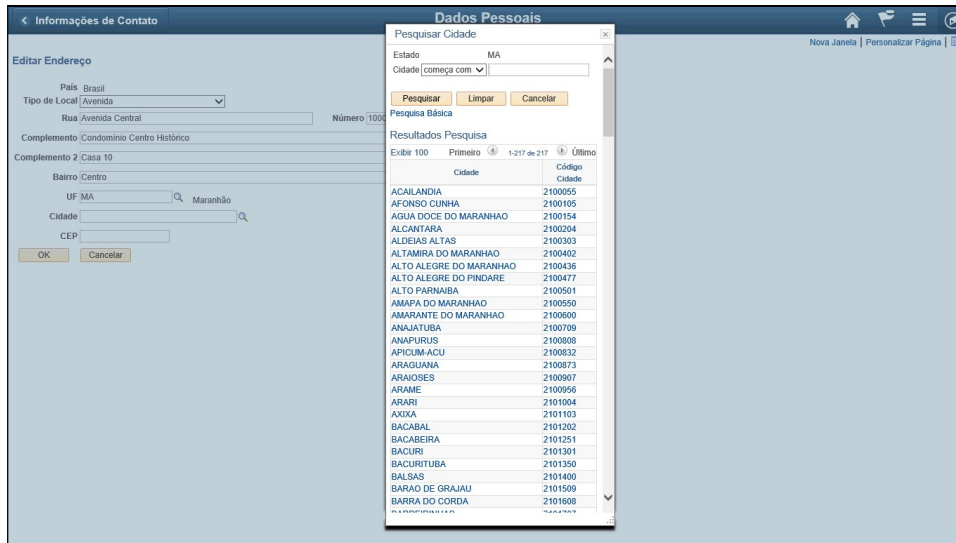 Informações de Contato
Dados Pessoais
Nova Janela | Personalizar Página |
Editar Endereço
País Brasil
Tipo de Local Avenida
Rua Avenida Central
Número 1000
Complemento Condomínio Centro Histórico
Complemento 2 Casa 10
Bairro Centro
UF MA Maranhão
Cidade
CEP
OK Cancelar
Pesquisar Cidade
Estado MA
Cidade começa com
Pesquisar Limpar Cancelar
Pesquisa Básica
Resultados Pesquisa
Exibir 100 Primeiro 1-217 de 217 Último
Cidade Código Cidade
ACAILANDIA 2100055
AFONSO CUNHA 2100105
AGUA DOCE DO MARANHAO 2100154
ALCANTARA 2100204
ALDEIAS ALTAS 2100303
ALTAMIRA DO MARANHAO 2100402
ALTO ALEGRE DO MARANHAO 2100436
ALTO ALEGRE DO PINDARE 2100477
ALTO PARNAIBA 2100501
AMAPA DO MARANHAO 2100550
AMARANTE DO MARANHAO 2100600
ANAJATUBA 2100709
ANAPURUS 2100808
APICUM-ACU 2100832
ARAGUANA 2100873
ARAIOSES 2100907
ARAME 2100956
ARARI 2101004
AXIXA 2101103
BACABAL 2101202
BACABEIRA 2101251
BACURI 2101301
BACURITUBA 2101350
BALSAS 2101400
BARAO DE GRAJAU 2101509
BARRA DO CORDA 2101608